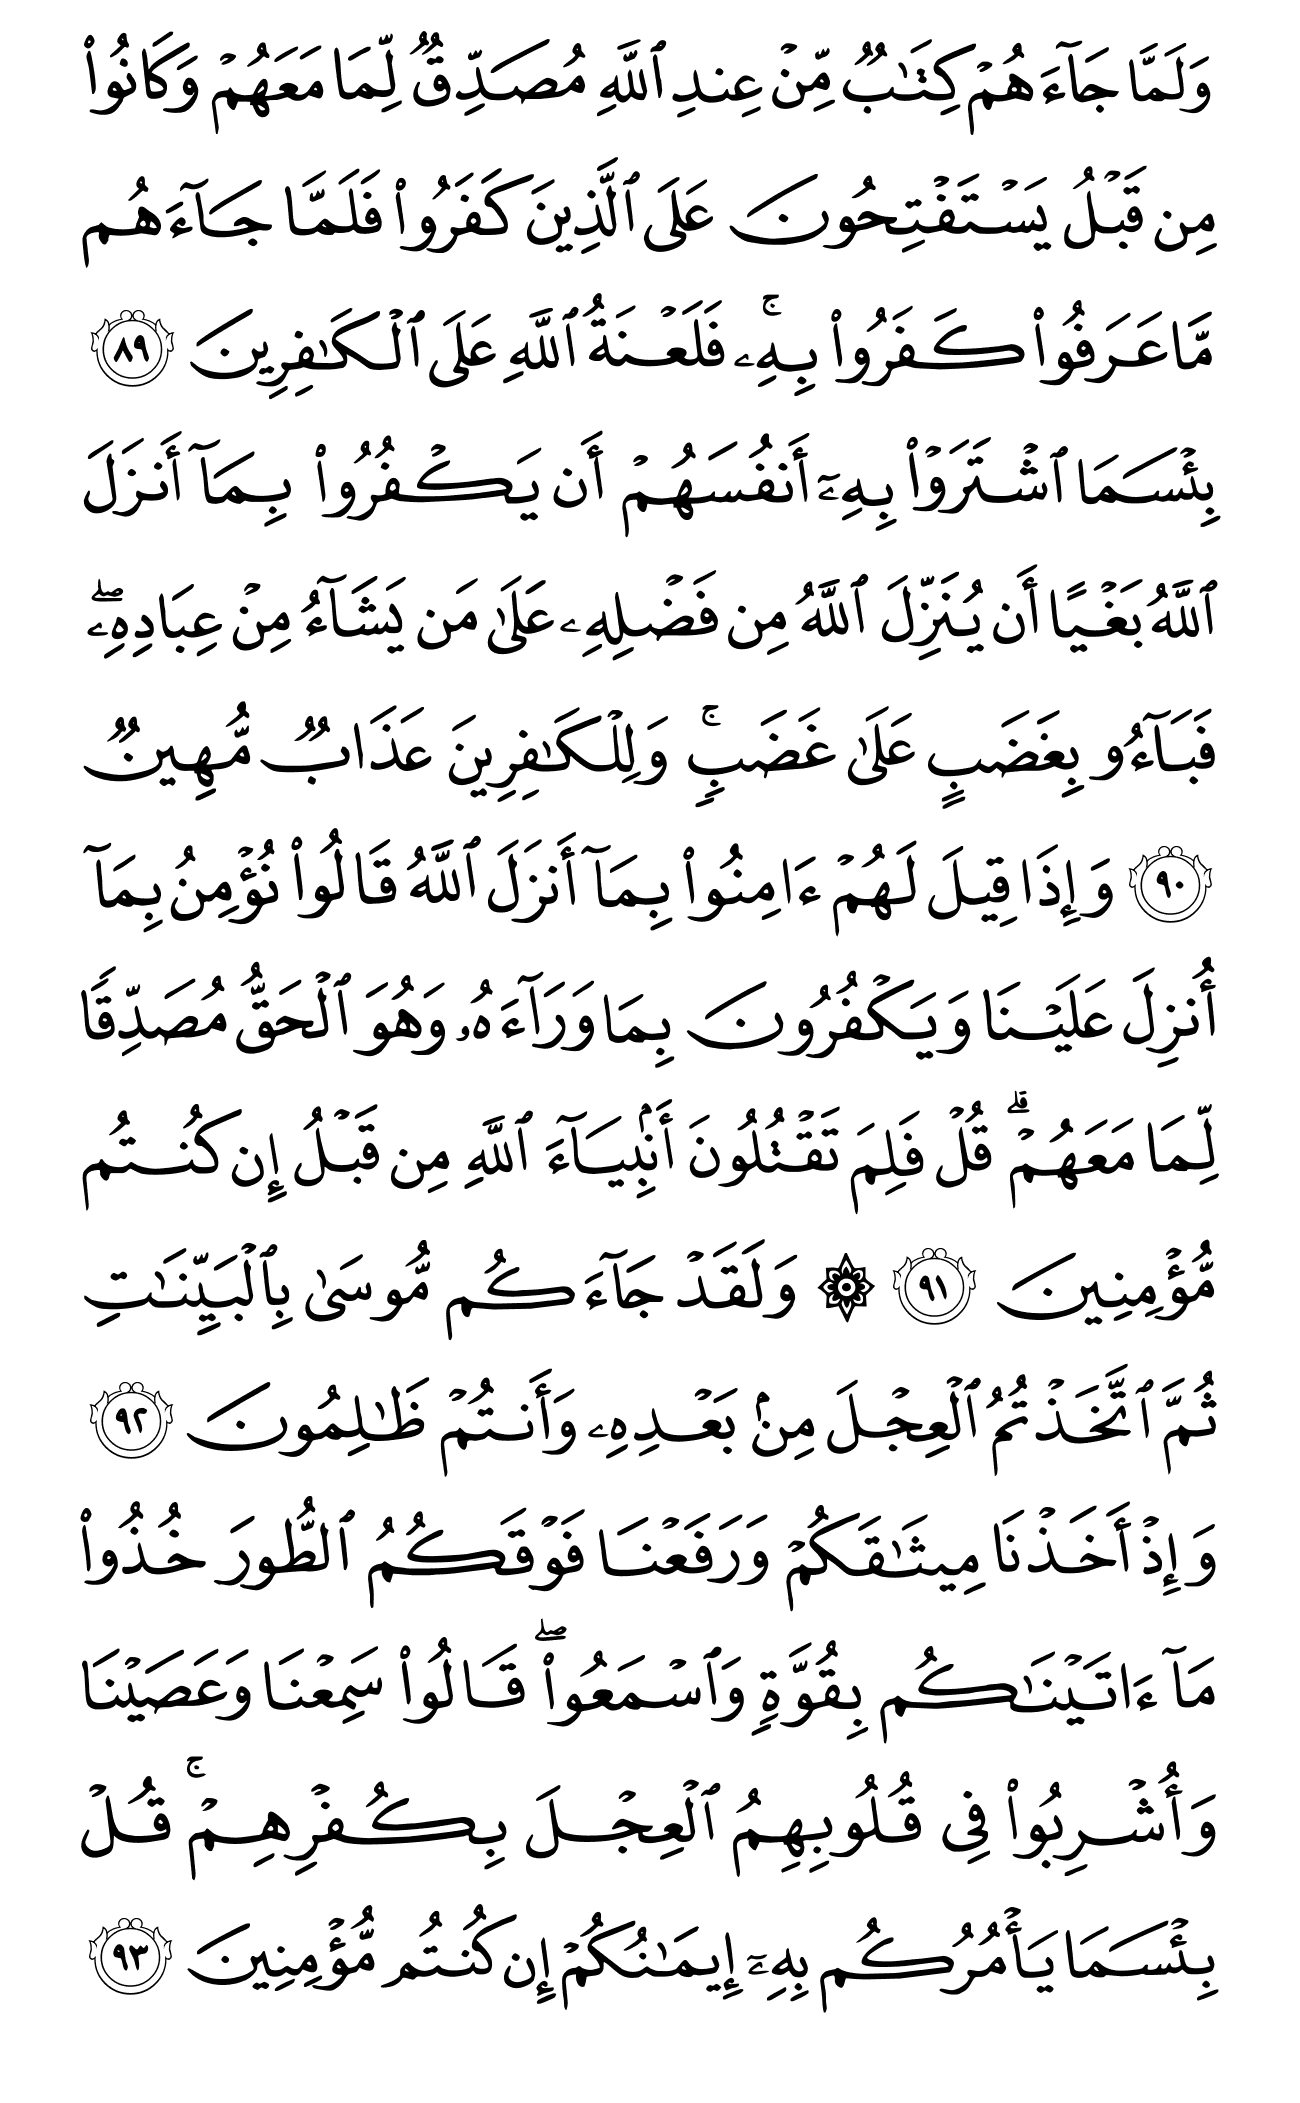 وَلَمَّا جَآءَهُمْ كِتَٰبٌ مِّنْ عِندِ ٱللَّهِ مُصَدِّقٌ لِّمَا مَعَهُمْ وَكَانُوا۟
مِن قَبْلُ يَسْتَفْتِحُونَ عَلَى ٱلَّذِينَ كَفَرُوا۟ فَلَمَّا جَآءَهُم
مَّا عَرَفُوا۟ كَفَرُوا۟ بِهِۦ ۚ فَلَعْنَةُ ٱللَّهِ عَلَى ٱلْكَٰفِرِينَ ٨٩
بِئْسَمَا ٱشْتَرَوْا۟ بِهِۦٓ أَنفُسَهُمْ أَن يَكْفُرُوا۟ بِمَآ أَنزَلَ
ٱللَّهُ بَغْيًا أَن يُنَزِّلَ ٱللَّهُ مِن فَضْلِهِۦ عَلَىٰ مَن يَشَآءُ مِنْ عِبَادِهِۦ ۖ
فَبَآءُو بِغَضَبٍ عَلَىٰ غَضَبٍ ۚ وَلِلْكَٰفِرِينَ عَذَابٌ مُّهِينٌ
٩٠ وَإِذَا قِيلَ لَهُمْ ءَامِنُوا۟ بِمَآ أَنزَلَ ٱللَّهُ قَالُوا۟ نُؤْمِنُ بِمَآ
أُنزِلَ عَلَيْنَا وَيَكْفُرُونَ بِمَا وَرَآءَهُۥ وَهُوَ ٱلْحَقُّ مُصَدِّقًا
لِّمَا مَعَهُمْ ۗ قُلْ فَلِمَ تَقْتُلُونَ أَنۢبِيَآءَ ٱللَّهِ مِن قَبْلُ إِن كُنتُم
مُّؤْمِنِينَ ٩١ ۞ وَلَقَدْ جَآءَكُم مُّوسَىٰ بِٱلْبَيِّنَٰتِ
ثُمَّ ٱتَّخَذْتُمُ ٱلْعِجْلَ مِنۢ بَعْدِهِۦ وَأَنتُمْ ظَٰلِمُونَ ٩٢
وَإِذْ أَخَذْنَا مِيثَٰقَكُمْ وَرَفَعْنَا فَوْقَكُمُ ٱلطُّورَ خُذُوا۟
مَآ ءَاتَيْنَٰكُم بِقُوَّةٍ وَٱسْمَعُوا۟ ۖ قَالُوا۟ سَمِعْنَا وَعَصَيْنَا
وَأُشْرِبُوا۟ فِى قُلُوبِهِمُ ٱلْعِجْلَ بِكُفْرِهِمْ ۚ قُلْ
بِئْسَمَا يَأْمُرُكُم بِهِۦٓ إِيمَٰنُكُمْ إِن كُنتُم مُّؤْمِنِينَ ٩٣